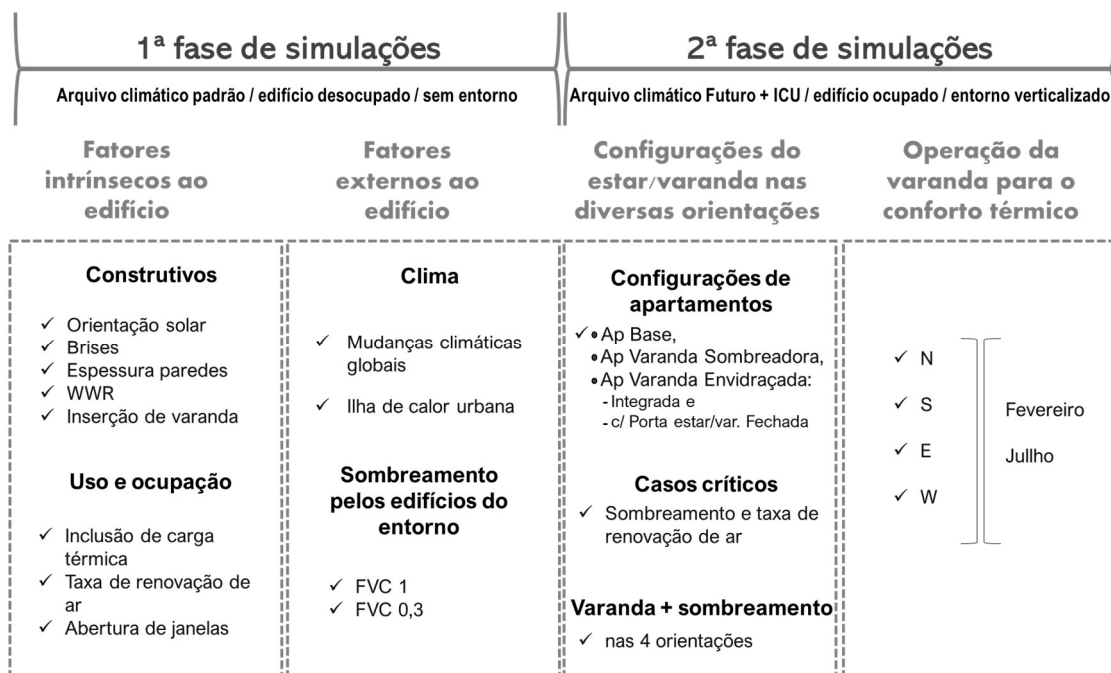 1ª fase de simulações
Arquivo climático padrão / edifício desocupado / sem entorno
Fatores
intrínsecos ao
edifício
Construtivos
✓ Orientação solar
✓ Brises
✓ Espessura paredes
✓ WWR
✓ Inserção de varanda
Uso e ocupação
✓ Inclusão de carga
térmica
✓ Taxa de renovação de
ar
✓ Abertura de janelas
Fatores
externos ao
edifício
Clima
✓ Mudanças climáticas
globais
✓ Ilha de calor urbana
Sombreamento
pelos edifícios do
entorno
✓ FVC 1
✓ FVC 0,3
2ª fase de simulações
Arquivo climático Futuro + ICU / edifício ocupado / entorno verticalizado
Configurações do
estar/varanda nas
diversas orientações
Configurações de
apartamentos
✓ • Ap Base,
• Ap Varanda Sombreadora,
• Ap Varanda Envidraçada:
- Integrada e
- c/ Porta estar/var. Fechada
Casos críticos
✓ Sombreamento e taxa de
renovação de ar
Varanda + sombreamento
✓ nas 4 orientações
Operação da
varanda para o
conforto térmico
✓ N
✓ S
✓ E
✓ W
Fevereiro
Jullho